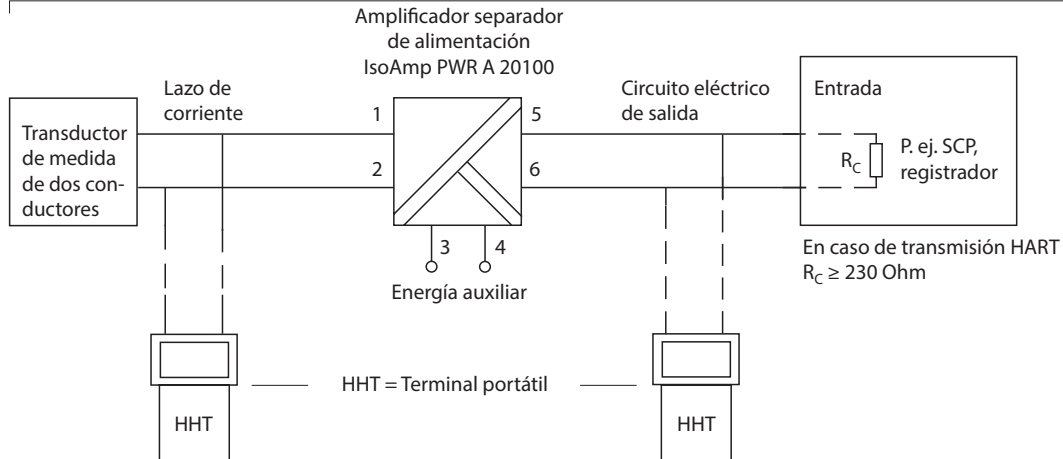 Amplificador separador
de alimentación
IsoAmp PWR A 20100
Lazo de
corriente
Circuito eléctrico
de salida
Entrada
Transductor
de medida
de dos con-
ductores
1
2
5
6
3
4
Energía auxiliar
R_C
P. ej. SCP,
registrador
En caso de transmisión HART
R_C ≥ 230 Ohm
HHT = Terminal portátil
HHT
HHT